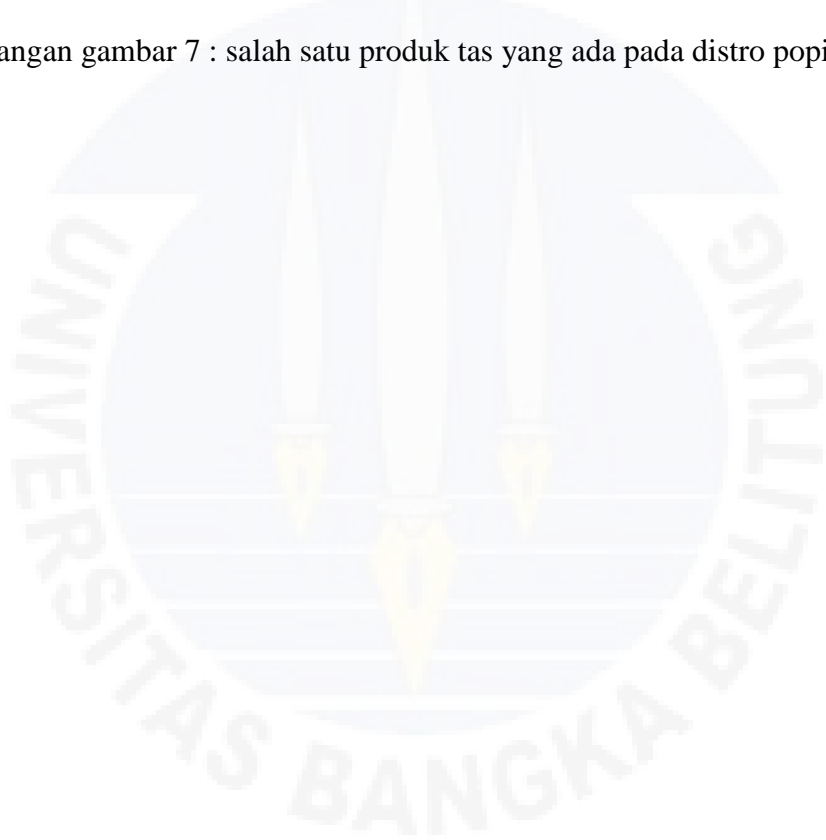 angan gambar 7 : salah satu produk tas yang ada pada distro popi
UNIVERSITAS BANGKA BELITUNG